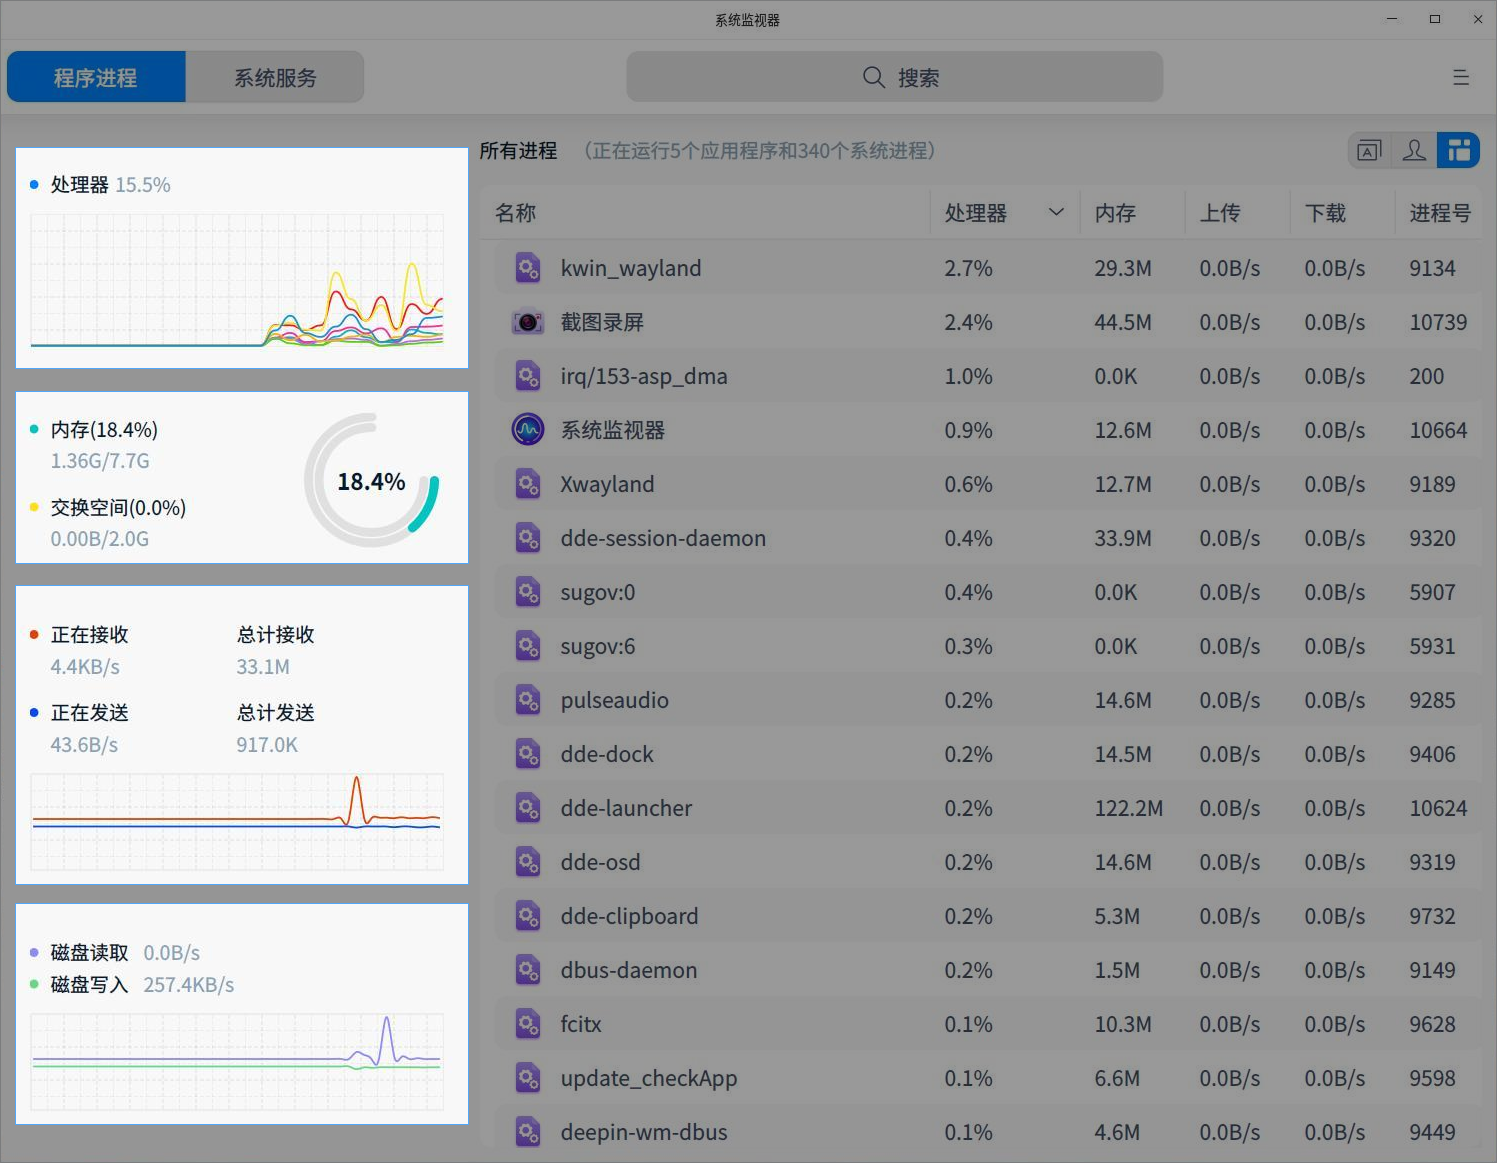 系统监视器
程序进程 系统服务 搜索
处理器 15.5%
内存(18.4%)
1.36G/7.7G
交换空间(0.0%)
0.00B/2.0G
18.4%
正在接收 总计接收
4.4KB/s 33.1M
正在发送 总计发送
43.6B/s 917.0K
磁盘读取 0.0B/s
磁盘写入 257.4KB/s
所有进程 （正在运行5个应用程序和340个系统进程）
名称 处理器 内存 上传 下载 进程号
kwin_wayland 2.7% 29.3M 0.0B/s 0.0B/s 9134
截图录屏 2.4% 44.5M 0.0B/s 0.0B/s 10739
irq/153-asp_dma 1.0% 0.0K 0.0B/s 0.0B/s 200
系统监视器 0.9% 12.6M 0.0B/s 0.0B/s 10664
Xwayland 0.6% 12.7M 0.0B/s 0.0B/s 9189
dde-session-daemon 0.4% 33.9M 0.0B/s 0.0B/s 9320
sugov:0 0.4% 0.0K 0.0B/s 0.0B/s 5907
sugov:6 0.3% 0.0K 0.0B/s 0.0B/s 5931
pulseaudio 0.2% 14.6M 0.0B/s 0.0B/s 9285
dde-dock 0.2% 14.5M 0.0B/s 0.0B/s 9406
dde-launcher 0.2% 122.2M 0.0B/s 0.0B/s 10624
dde-osd 0.2% 14.6M 0.0B/s 0.0B/s 9319
dde-clipboard 0.2% 5.3M 0.0B/s 0.0B/s 9732
dbus-daemon 0.2% 1.5M 0.0B/s 0.0B/s 9149
fcitx 0.1% 10.3M 0.0B/s 0.0B/s 9628
update_checkApp 0.1% 6.6M 0.0B/s 0.0B/s 9598
deepin-wm-dbus 0.1% 4.6M 0.0B/s 0.0B/s 9449